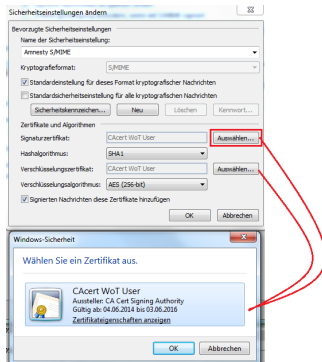 Sicherheitseinstellungen ändern
Bevorzugte Sicherheitseinstellungen
Name der Sicherheitseinstellung:
Amnesty S/MIME
Kryptografieformat: S/MIME
Standardeinstellung für dieses Format kryptografischer Nachrichten
Standardsicherheitseinstellung für alle kryptografischen Nachrichten
Sicherheitskennzeichen... Neu Löschen Kennwort...
Zertifikate und Algorithmen
Signaturzertifikat: CAcert WoT User Auswählen...
Hashalgorithmus: SHA1
Verschlüsselungszertifikat: CAcert WoT User Auswählen...
Verschlüsselungsalgorithmus: AES (256-bit)
Signierten Nachrichten diese Zertifikate hinzufügen
OK Abbrechen
Windows-Sicherheit
Wählen Sie ein Zertifikat aus.
CAcert WoT User
Aussteller: CA Cert Signing Authority
Gültig ab: 04.06.2014 bis 03.06.2016
Zertifikateigenschaften anzeigen
OK Abbrechen